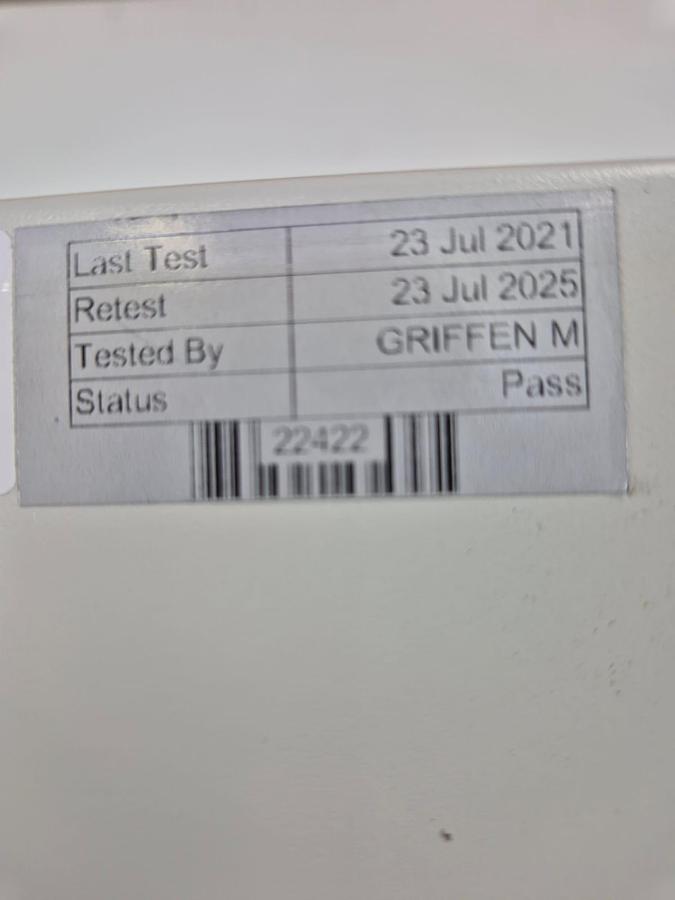 Last Test 23 Jul 2021
Retest 23 Jul 2025
Tested By GRIFFEN M
Status Pass
22422